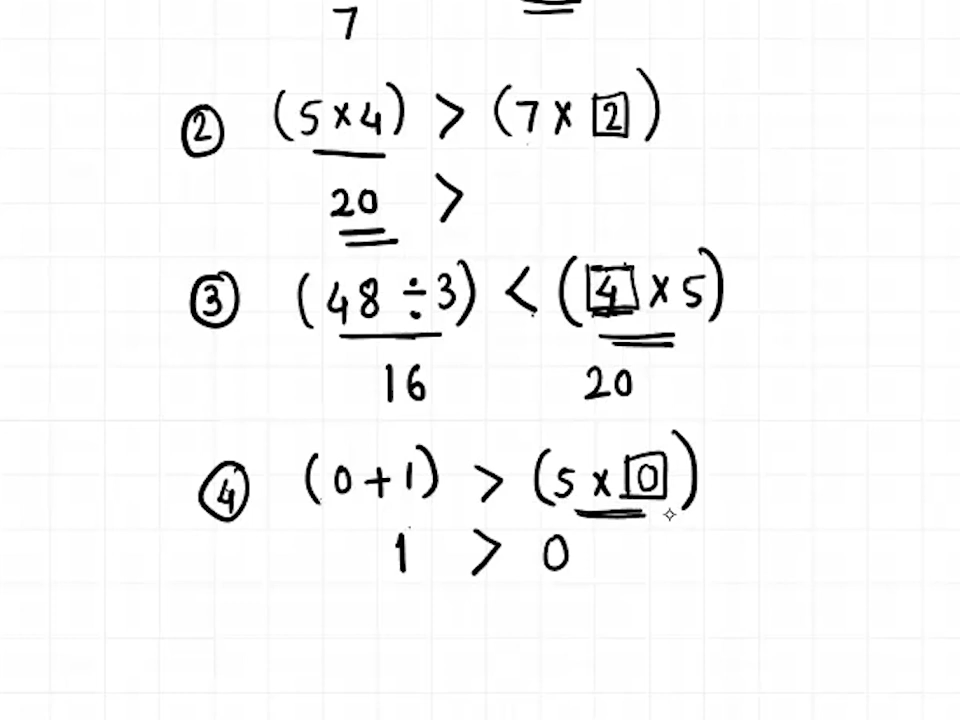 7
② (5 × 4) > (7 × 2)
20 >
③ (48 ÷ 3) < (4 × 5)
16 20
④ (0 + 1) > (5 × 0)
1 > 0